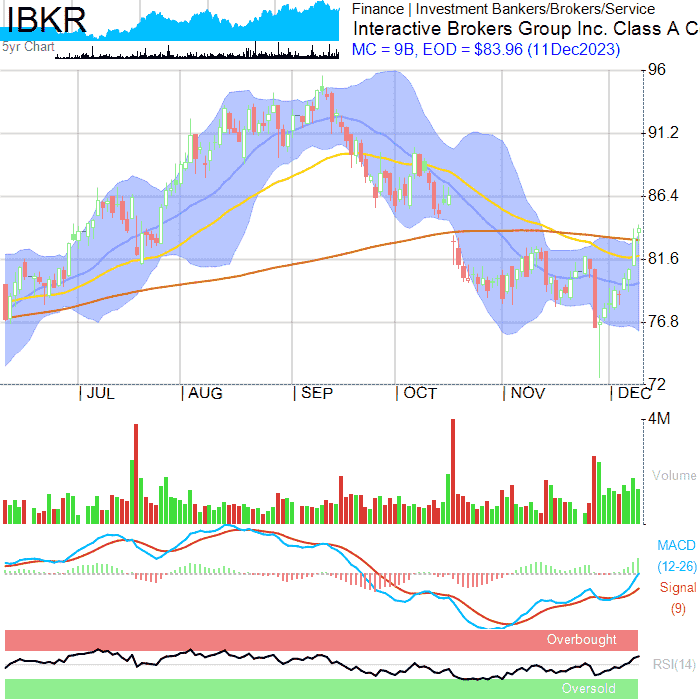 IBKR
5yr Chart
Finance | Investment Bankers/Brokers/Service
Interactive Brokers Group Inc. Class A C
MC = 9B, EOD = $83.96 (11Dec2023)
96
91.2
86.4
81.6
76.8
72
| JUL | AUG | SEP | OCT | NOV | DEC
4M
Volume
MACD
(12-26)
Signal
(9)
Overbought
RSI(14)
Oversold